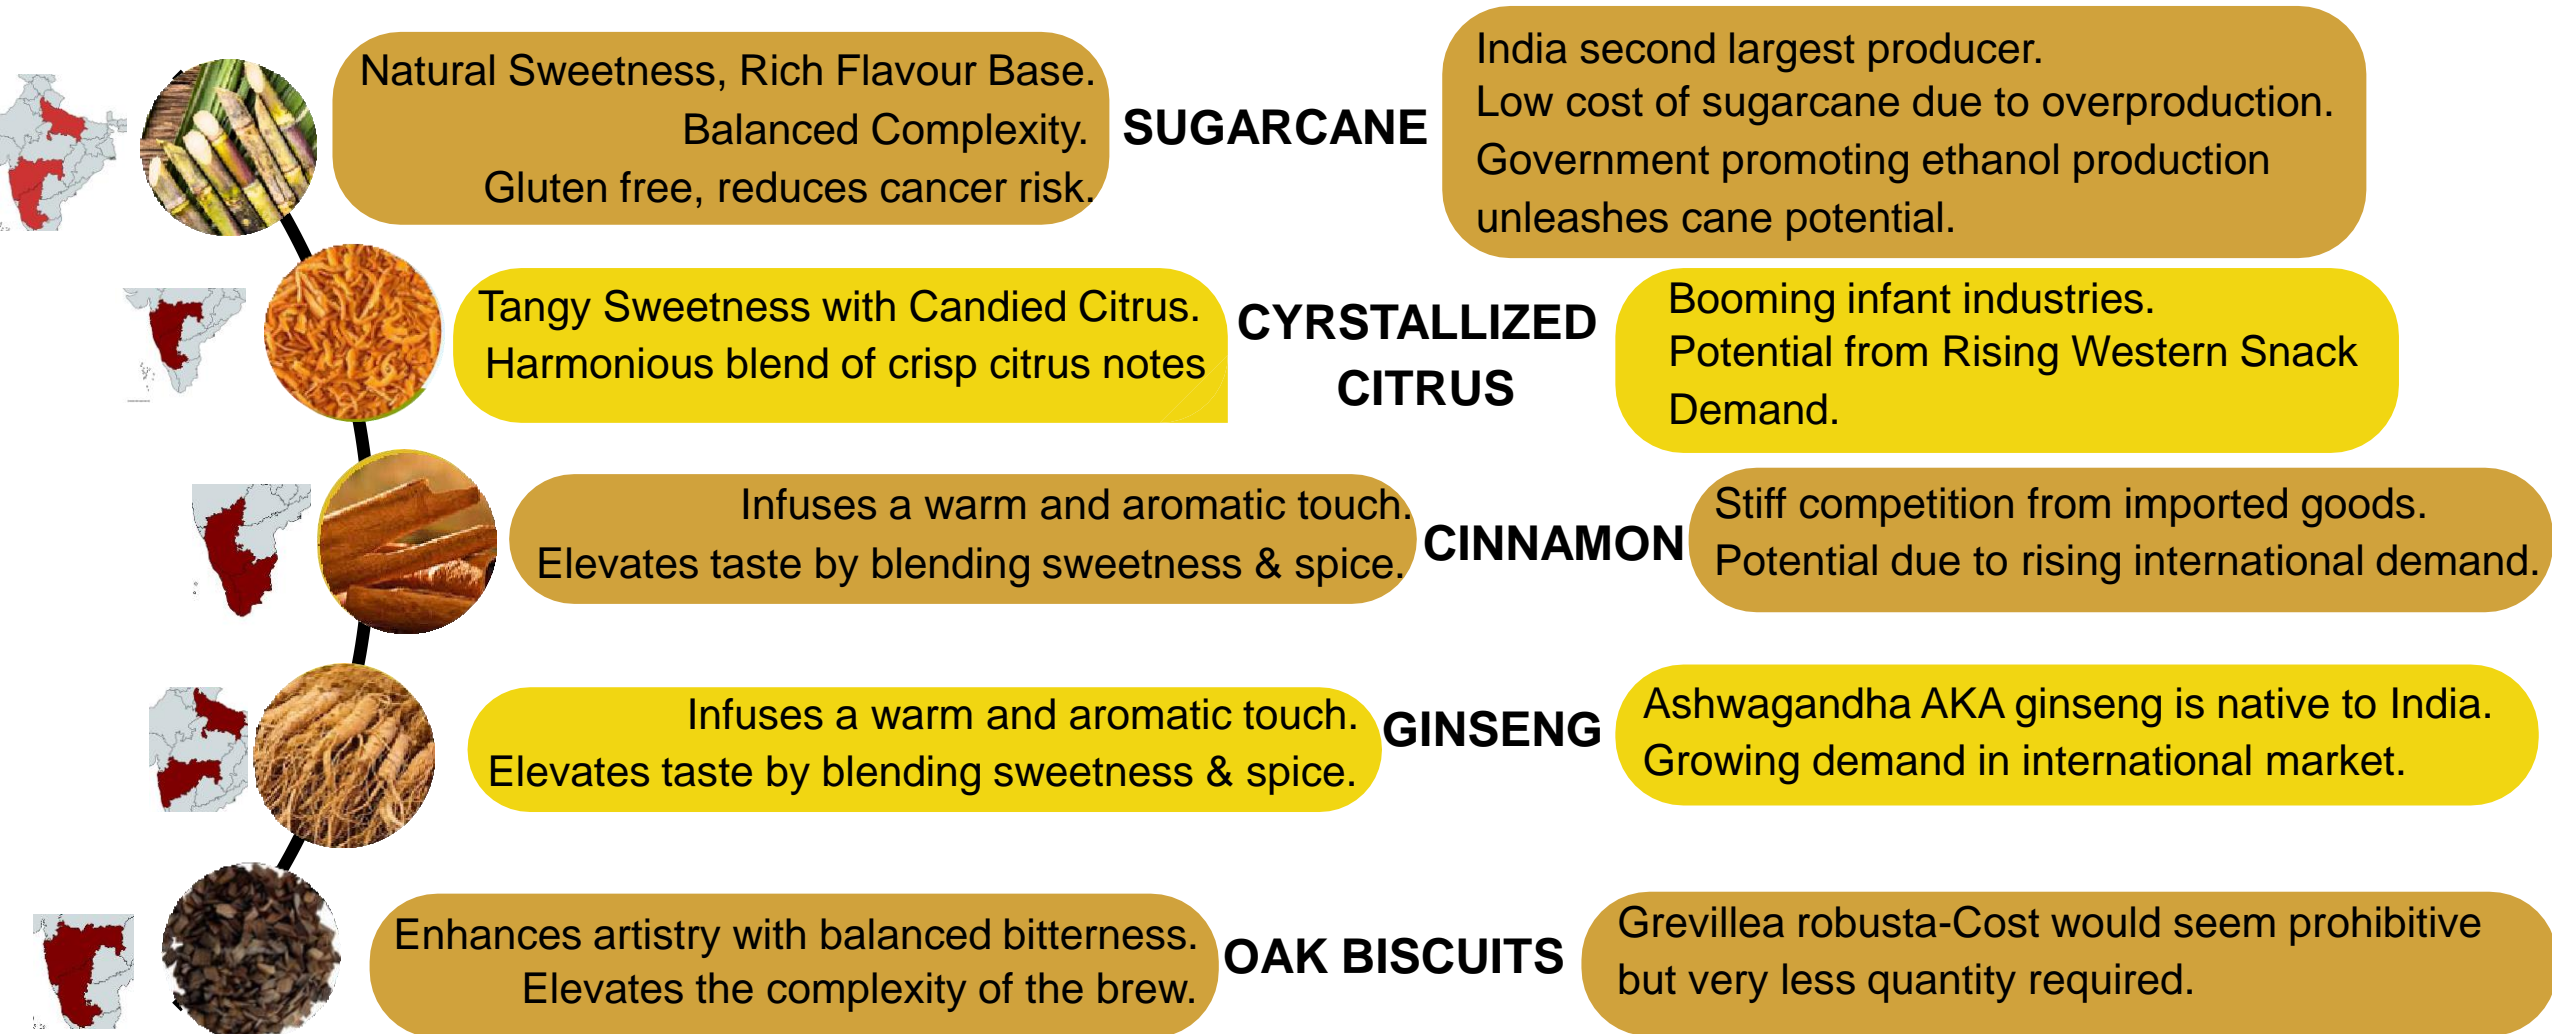 Natural Sweetness, Rich Flavour Base.
Balanced Complexity.
Gluten free, reduces cancer risk.
SUGARCANE
India second largest producer.
Low cost of sugarcane due to overproduction.
Government promoting ethanol production
unleashes cane potential.
Tangy Sweetness with Candied Citrus.
Harmonious blend of crisp citrus notes
CYRSTALLIZED
CITRUS
Booming infant industries.
Potential from Rising Western Snack
Demand.
Infuses a warm and aromatic touch.
Elevates taste by blending sweetness & spice.
CINNAMON
Stiff competition from imported goods.
Potential due to rising international demand.
Infuses a warm and aromatic touch.
Elevates taste by blending sweetness & spice.
GINSENG
Ashwagandha AKA ginseng is native to India.
Growing demand in international market.
Enhances artistry with balanced bitterness.
Elevates the complexity of the brew.
OAK BISCUITS
Grevillea robusta-Cost would seem prohibitive
but very less quantity required.